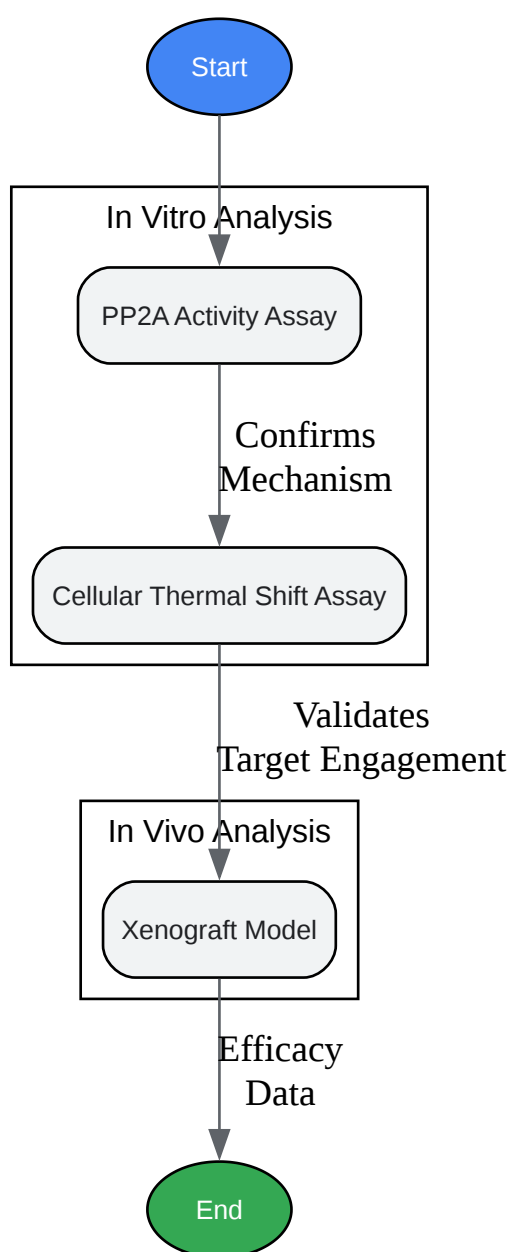 Start
In Vitro Analysis
PP2A Activity Assay
Confirms
Mechanism
Cellular Thermal Shift Assay
Validates
Target Engagement
In Vivo Analysis
Xenograft Model
Efficacy
Data
End